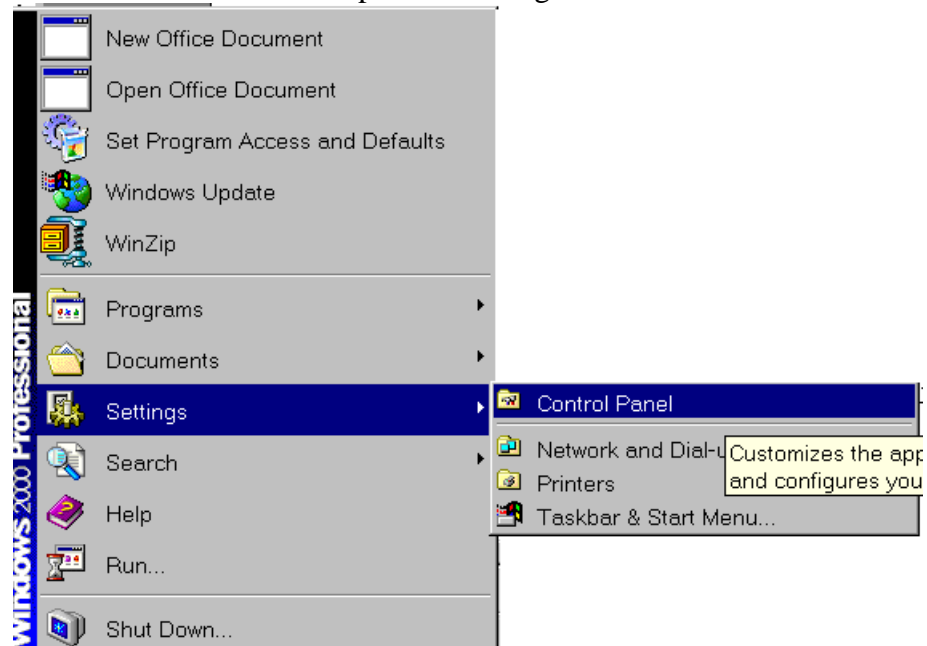 New Office Document
Open Office Document
Set Program Access and Defaults
Windows Update
WinZip
Programs
Documents
Settings
Search
Help
Run...
Shut Down...
Windows 2000 Professional
Control Panel
Network and Dial-u
Printers
Taskbar & Start Menu...
Customizes the app
and configures you